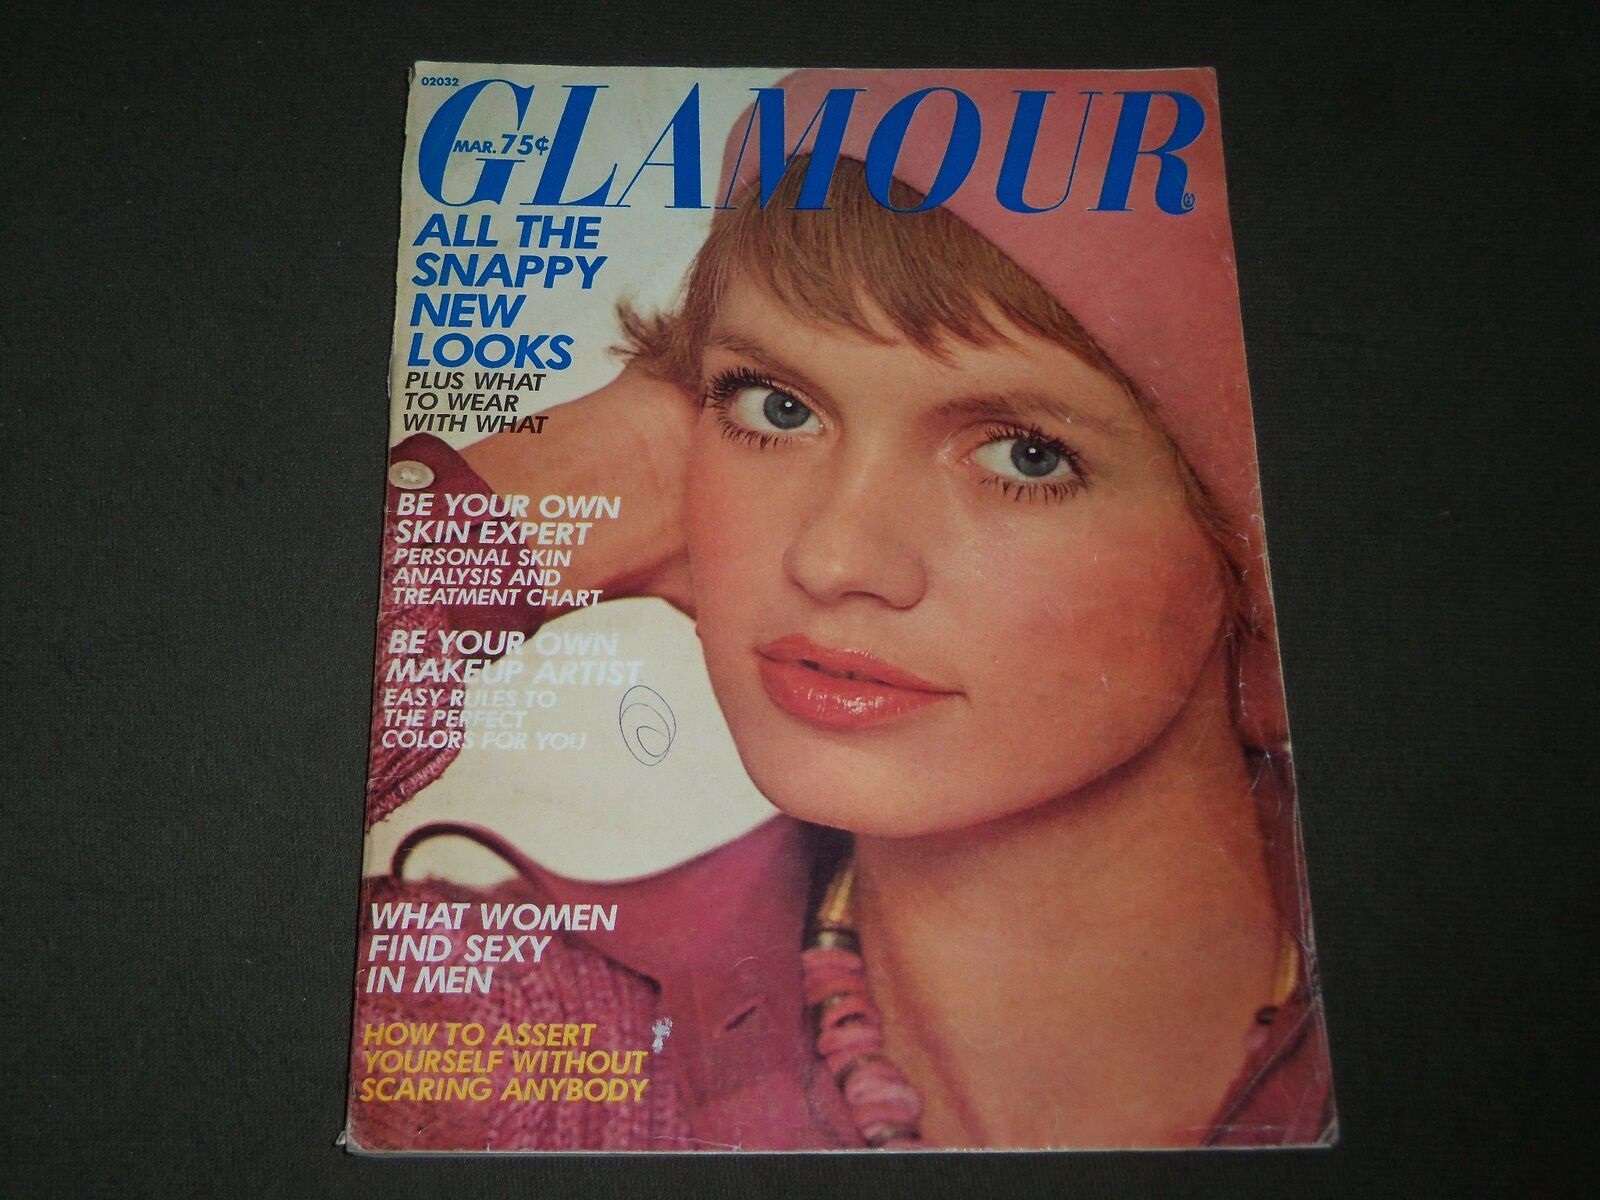 02032
GLAMOUR
MAR. 75¢
ALL THE
SNAPPY
NEW
LOOKS
PLUS WHAT
TO WEAR
WITH WHAT
BE YOUR OWN
SKIN EXPERT
PERSONAL SKIN
ANALYSIS AND
TREATMENT CHART
BE YOUR OWN
MAKEUP ARTIST
EASY RULES TO
THE PERFECT
COLORS FOR YOU
WHAT WOMEN
FIND SEXY
IN MEN
HOW TO ASSERT
YOURSELF WITHOUT
SCARING ANYBODY